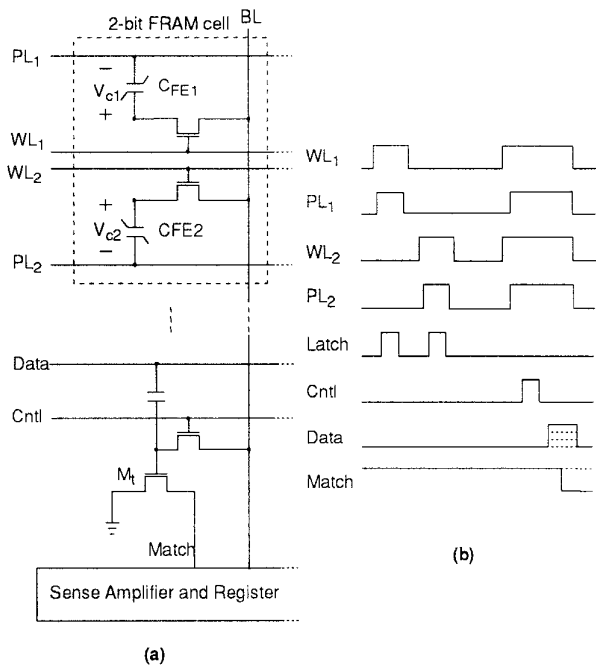 2-bit FRAM cell BL
PL1
− Vc1 + CFE1
WL1
WL2
+ Vc2 − CFE2
PL2
Data
Cntl
Mt
Match
Sense Amplifier and Register
(a)
WL1
PL1
WL2
PL2
Latch
Cntl
Data
Match
(b)